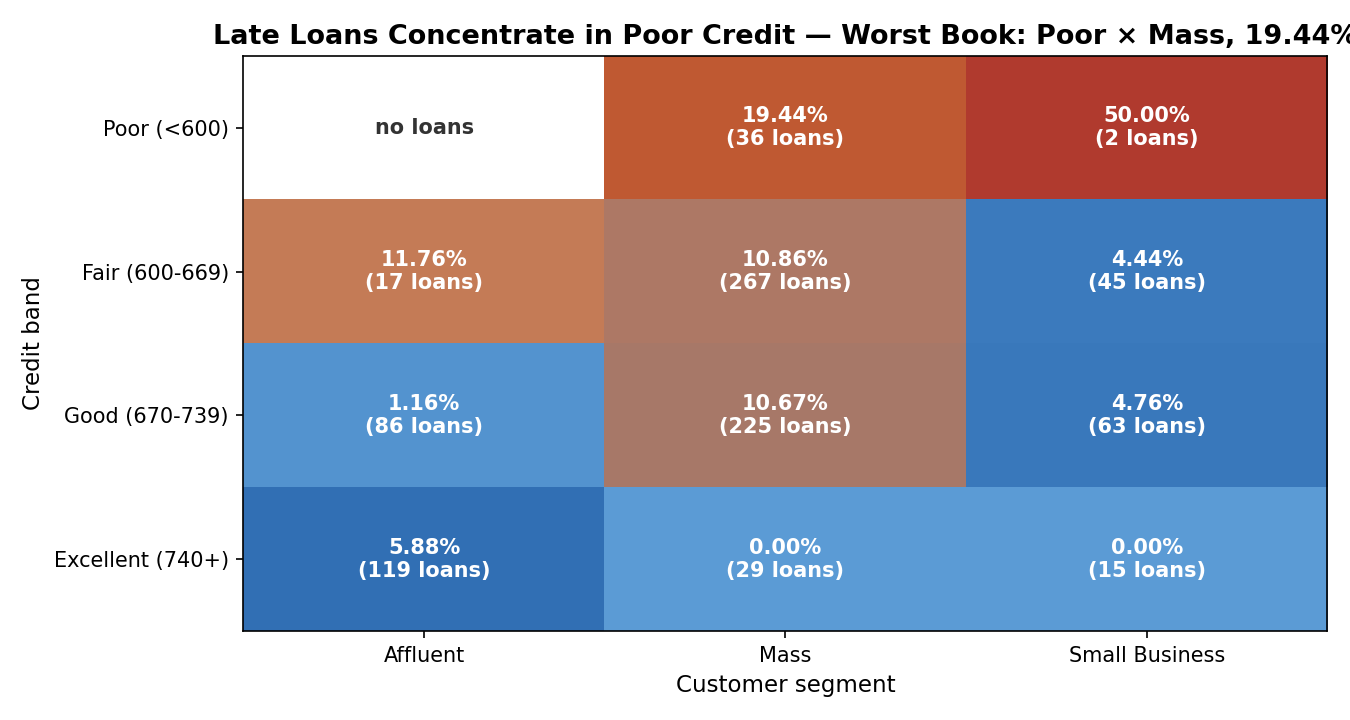 Late Loans Concentrate in Poor Credit — Worst Book: Poor × Mass, 19.44%
Poor (<600)
no loans
19.44%
(36 loans)
50.00%
(2 loans)
Fair (600-669)
11.76%
(17 loans)
10.86%
(267 loans)
4.44%
(45 loans)
Credit band
Good (670-739)
1.16%
(86 loans)
10.67%
(225 loans)
4.76%
(63 loans)
Excellent (740+)
5.88%
(119 loans)
0.00%
(29 loans)
0.00%
(15 loans)
Affluent
Mass
Small Business
Customer segment